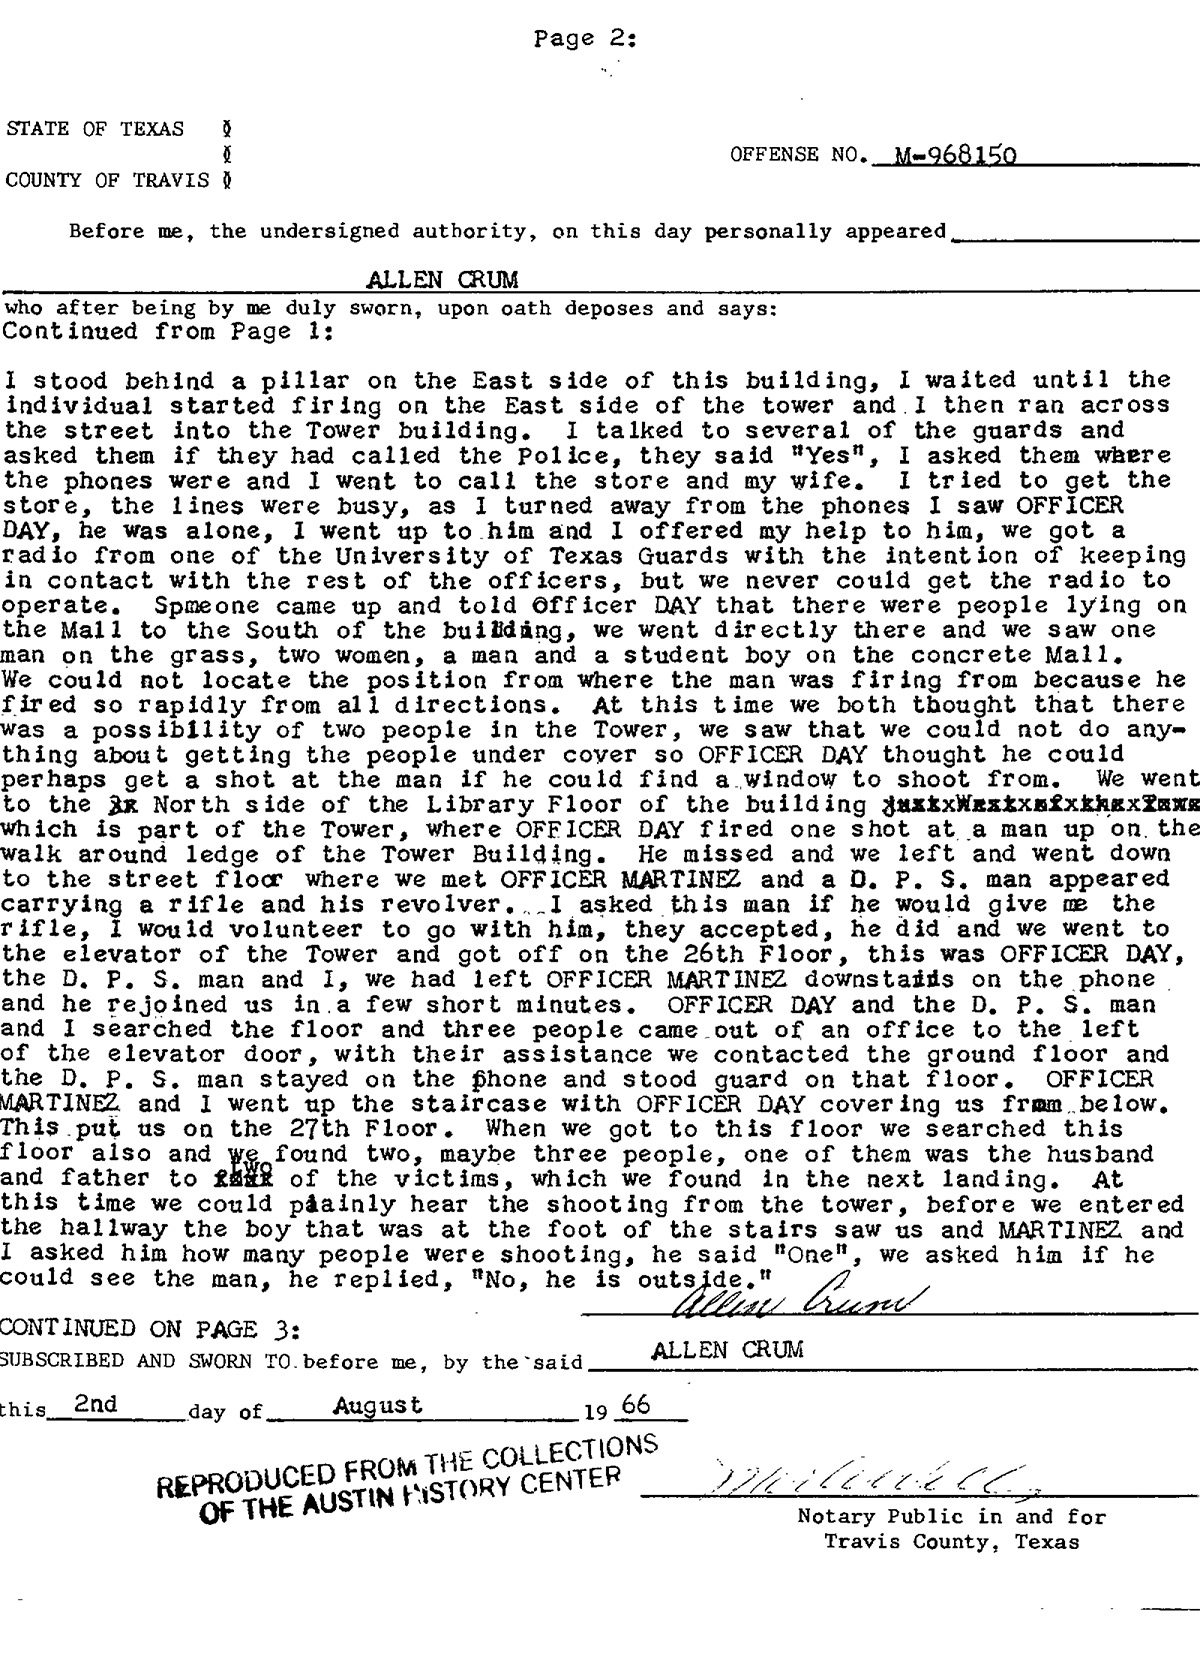 Page 2:
STATE OF TEXAS ◊
◊
OFFENSE NO. M-968150
COUNTY OF TRAVIS ◊
Before me, the undersigned authority, on this day personally appeared
ALLEN CRUM
who after being by me duly sworn, upon oath deposes and says:
Continued from Page 1:
I stood behind a pillar on the East side of this building, I waited until the
individual started firing on the East side of the tower and I then ran across
the street into the Tower building. I talked to several of the guards and
asked them if they had called the Police, they said "Yes", I asked them where
the phones were and I went to call the store and my wife. I tried to get the
store, the lines were busy, as I turned away from the phones I saw OFFICER
DAY, he was alone, I went up to him and I offered my help to him, we got a
radio from one of the University of Texas Guards with the intention of keeping
in contact with the rest of the officers, but we never could get the radio to
operate. Spmeone came up and told Officer DAY that there were people lying on
the Mall to the South of the building, we went directly there and we saw one
man on the grass, two women, a man and a student boy on the concrete Mall.
We could not locate the position from where the man was firing from because he
fired so rapidly from all directions. At this time we both thought that there
was a possibility of two people in the Tower, we saw that we could not do any-
thing about getting the people under cover so OFFICER DAY thought he could
perhaps get a shot at the man if he could find a window to shoot from. We went
to the North side of the Library Floor of the building
which is part of the Tower, where OFFICER DAY fired one shot at a man up on the
walk around ledge of the Tower Building. He missed and we left and went down
to the street floor where we met OFFICER MARTINEZ and a D. P. S. man appeared
carrying a rifle and his revolver. I asked this man if he would give me the
rifle, I would volunteer to go with him, they accepted, he did and we went to
the elevator of the Tower and got off on the 26th Floor, this was OFFICER DAY,
the D. P. S. man and I, we had left OFFICER MARTINEZ downstairs on the phone
and he rejoined us in a few short minutes. OFFICER DAY and the D. P. S. man
and I searched the floor and three people came out of an office to the left
of the elevator door, with their assistance we contacted the ground floor and
the D. P. S. man stayed on the phone and stood guard on that floor. OFFICER
MARTINEZ and I went up the staircase with OFFICER DAY covering us from below.
This put us on the 27th Floor. When we got to this floor we searched this
floor also and we found two, maybe three people, one of them was the husband
and father to two of the victims, which we found in the next landing. At
this time we could plainly hear the shooting from the tower, before we entered
the hallway the boy that was at the foot of the stairs saw us and MARTINEZ and
I asked him how many people were shooting, he said "One", we asked him if he
could see the man, he replied, "No, he is outside."
Allen Crum
CONTINUED ON PAGE 3:
SUBSCRIBED AND SWORN TO before me, by the said ALLEN CRUM
this 2nd day of August 19 66
REPRODUCED FROM THE COLLECTIONS
OF THE AUSTIN HISTORY CENTER
Notary Public in and for
Travis County, Texas